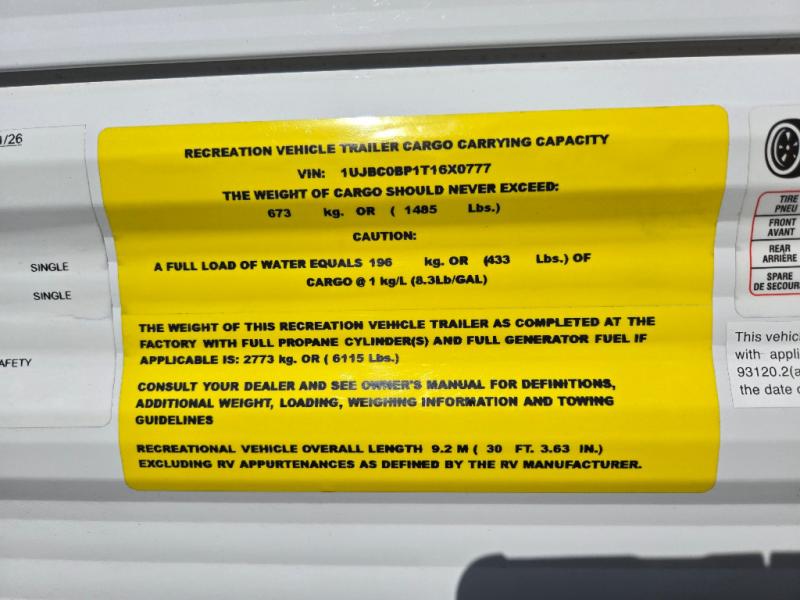 1/26
SINGLE
SINGLE
AFETY
RECREATION VEHICLE TRAILER CARGO CARRYING CAPACITY
VIN: 1UJBC0BP1T16X0777
THE WEIGHT OF CARGO SHOULD NEVER EXCEED:
673 kg. OR ( 1485 Lbs.)
CAUTION:
A FULL LOAD OF WATER EQUALS 196 kg. OR (433 Lbs.) OF
CARGO @ 1 kg/L (8.3Lb/GAL)
THE WEIGHT OF THIS RECREATION VEHICLE TRAILER AS COMPLETED AT THE
FACTORY WITH FULL PROPANE CYLINDER(S) AND FULL GENERATOR FUEL IF
APPLICABLE IS: 2773 kg. OR ( 6115 Lbs.)
CONSULT YOUR DEALER AND SEE OWNER'S MANUAL FOR DEFINITIONS,
ADDITIONAL WEIGHT, LOADING, WEIGHING INFORMATION AND TOWING
GUIDELINES
RECREATIONAL VEHICLE OVERALL LENGTH 9.2 M ( 30 FT. 3.63 IN.)
EXCLUDING RV APPURTENANCES AS DEFINED BY THE RV MANUFACTURER.
TIRE
PNEU
FRONT
AVANT
REAR
ARRIÈRE
SPARE
DE SECOURS
This vehic
with appli
93120.2(a
the date o